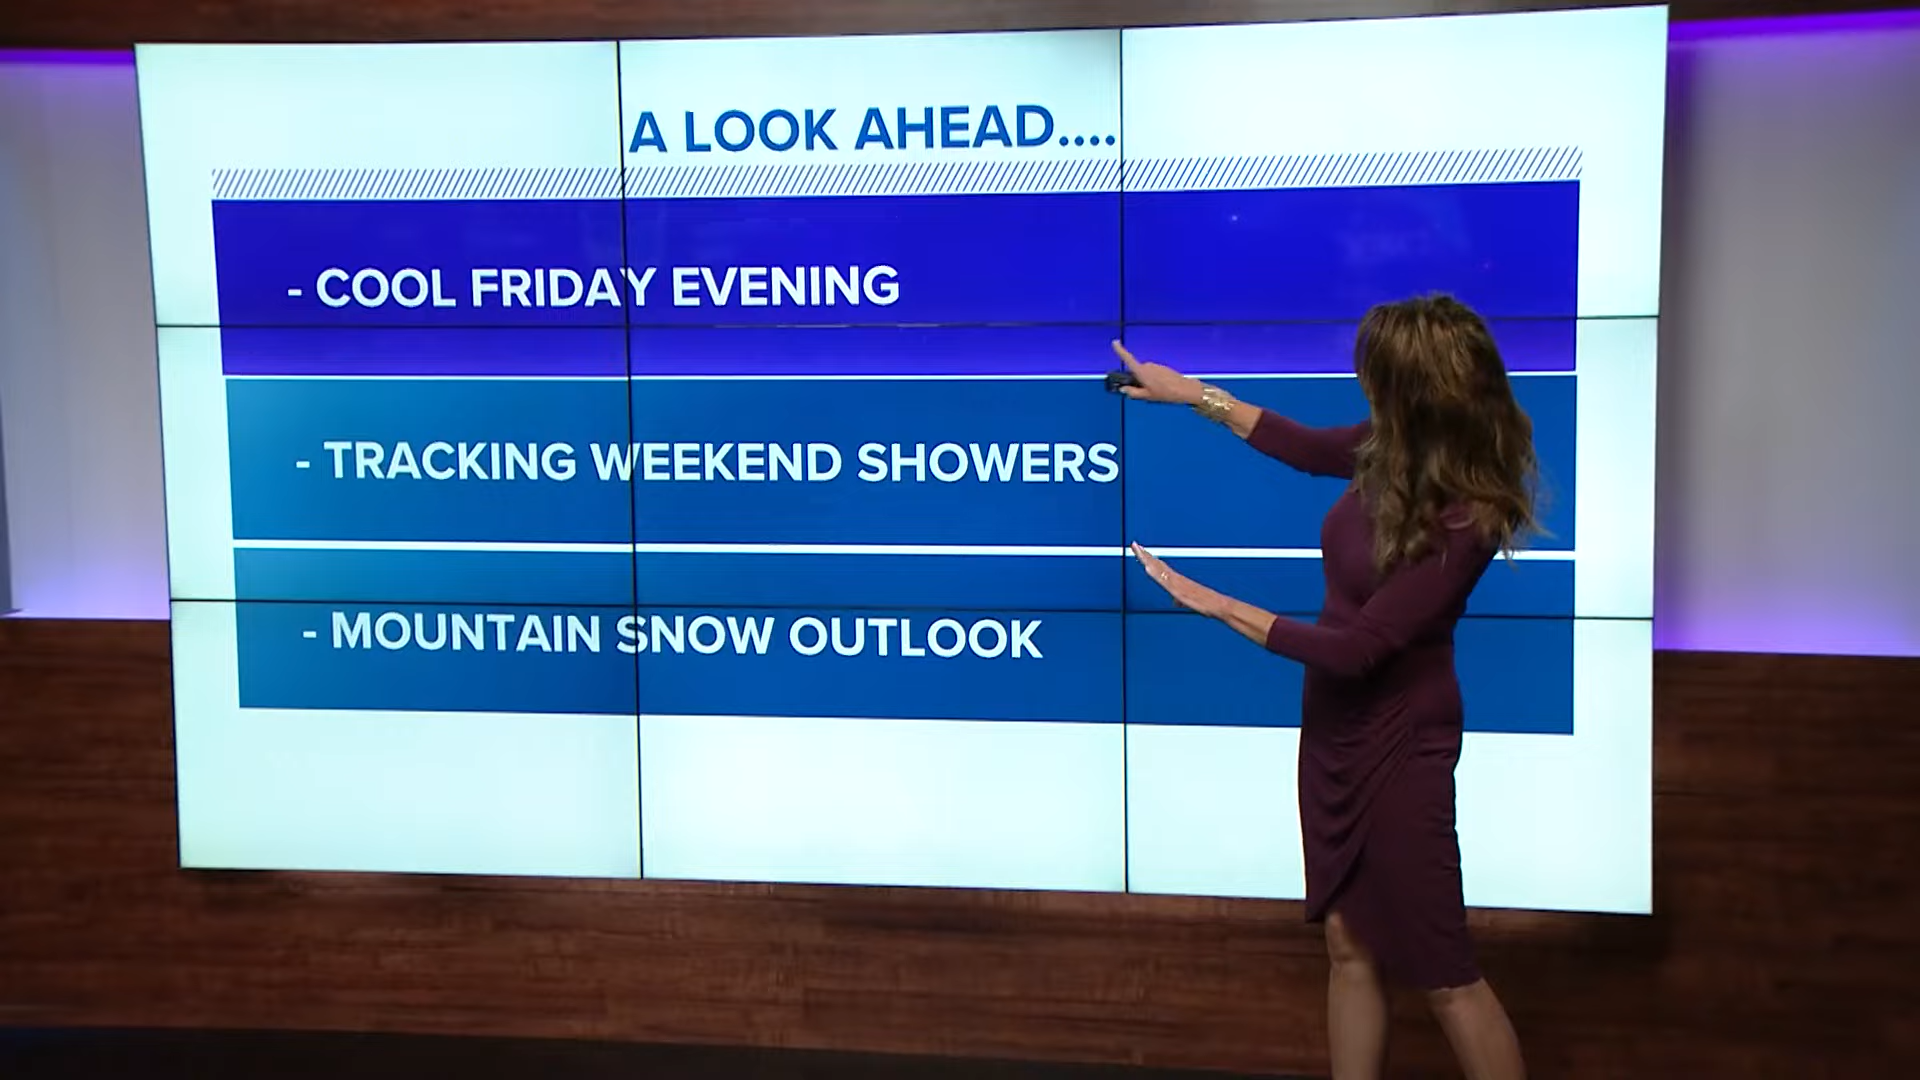 A LOOK AHEAD....
- COOL FRIDAY EVENING
- TRACKING WEEKEND SHOWERS
- MOUNTAIN SNOW OUTLOOK